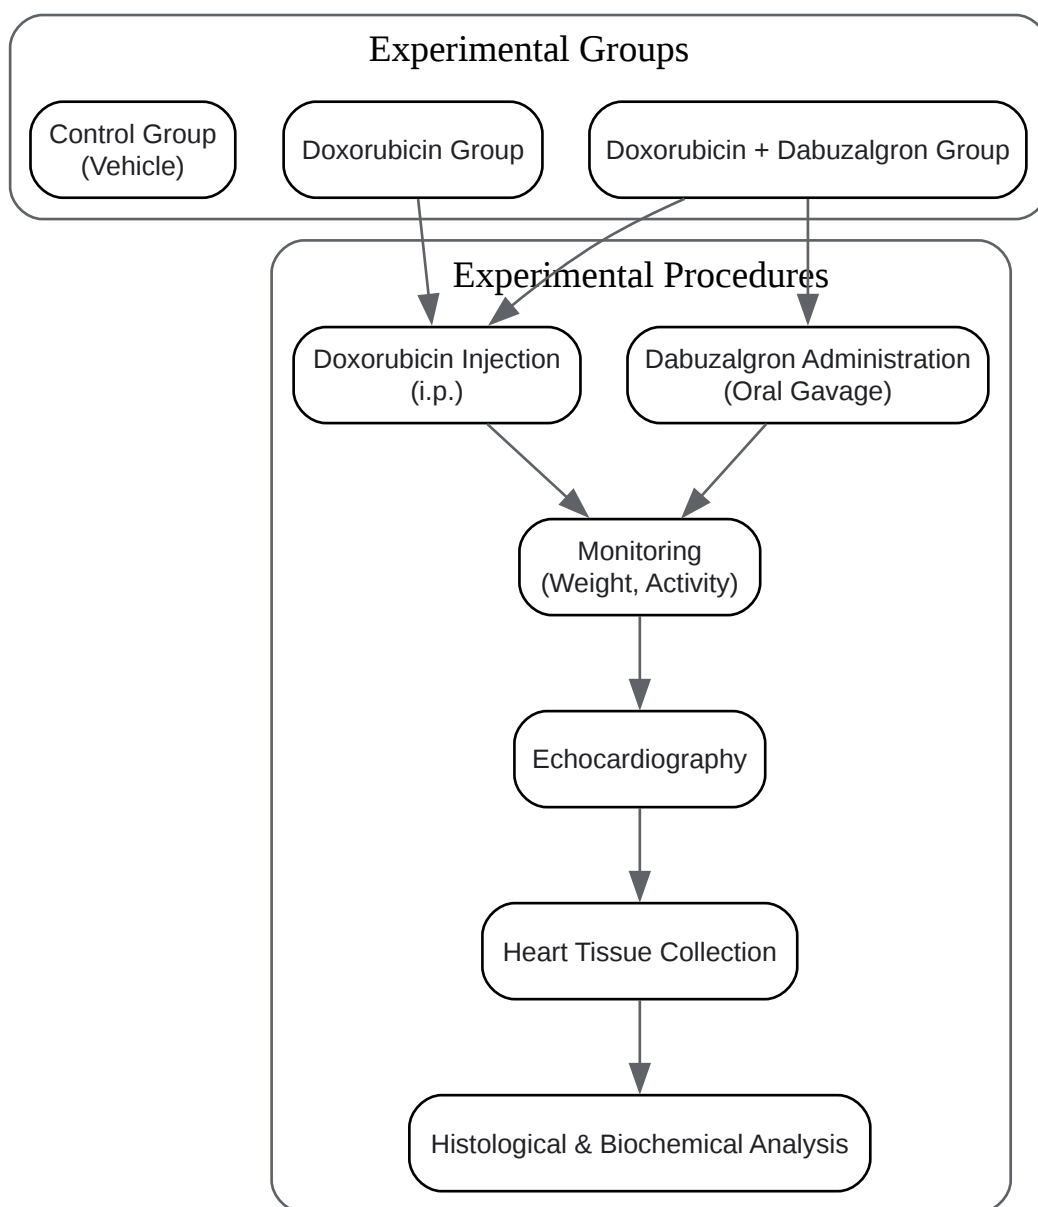 Experimental Groups
Control Group
(Vehicle)
Doxorubicin Group
Doxorubicin + Dabuzalgron Group
Experimental Procedures
Doxorubicin Injection
(i.p.)
Dabuzalgron Administration
(Oral Gavage)
Monitoring
(Weight, Activity)
Echocardiography
Heart Tissue Collection
Histological & Biochemical Analysis